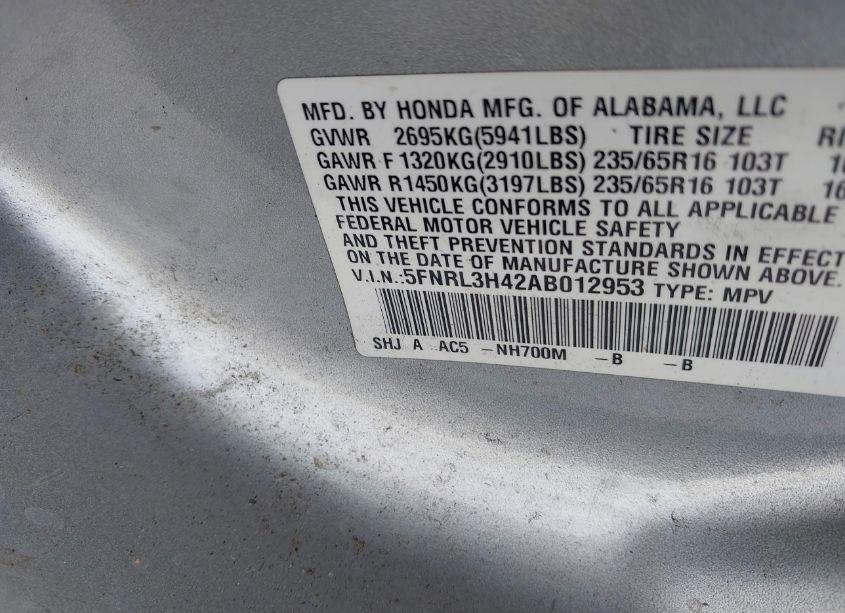 MFD. BY HONDA MFG. OF ALABAMA, LLC
GVWR 2695KG(5941LBS) TIRE SIZE
GAWR F 1320KG(2910LBS) 235/65R16 103T
GAWR R1450KG(3197LBS) 235/65R16 103T 16
THIS VEHICLE CONFORMS TO ALL APPLICABLE
FEDERAL MOTOR VEHICLE SAFETY
AND THEFT PREVENTION STANDARDS IN EFFECT
ON THE DATE OF MANUFACTURE SHOWN ABOVE.
V.I.N.:5FNRL3H42AB012953 TYPE: MPV
SHJ A AC5 -NH700M -B -B